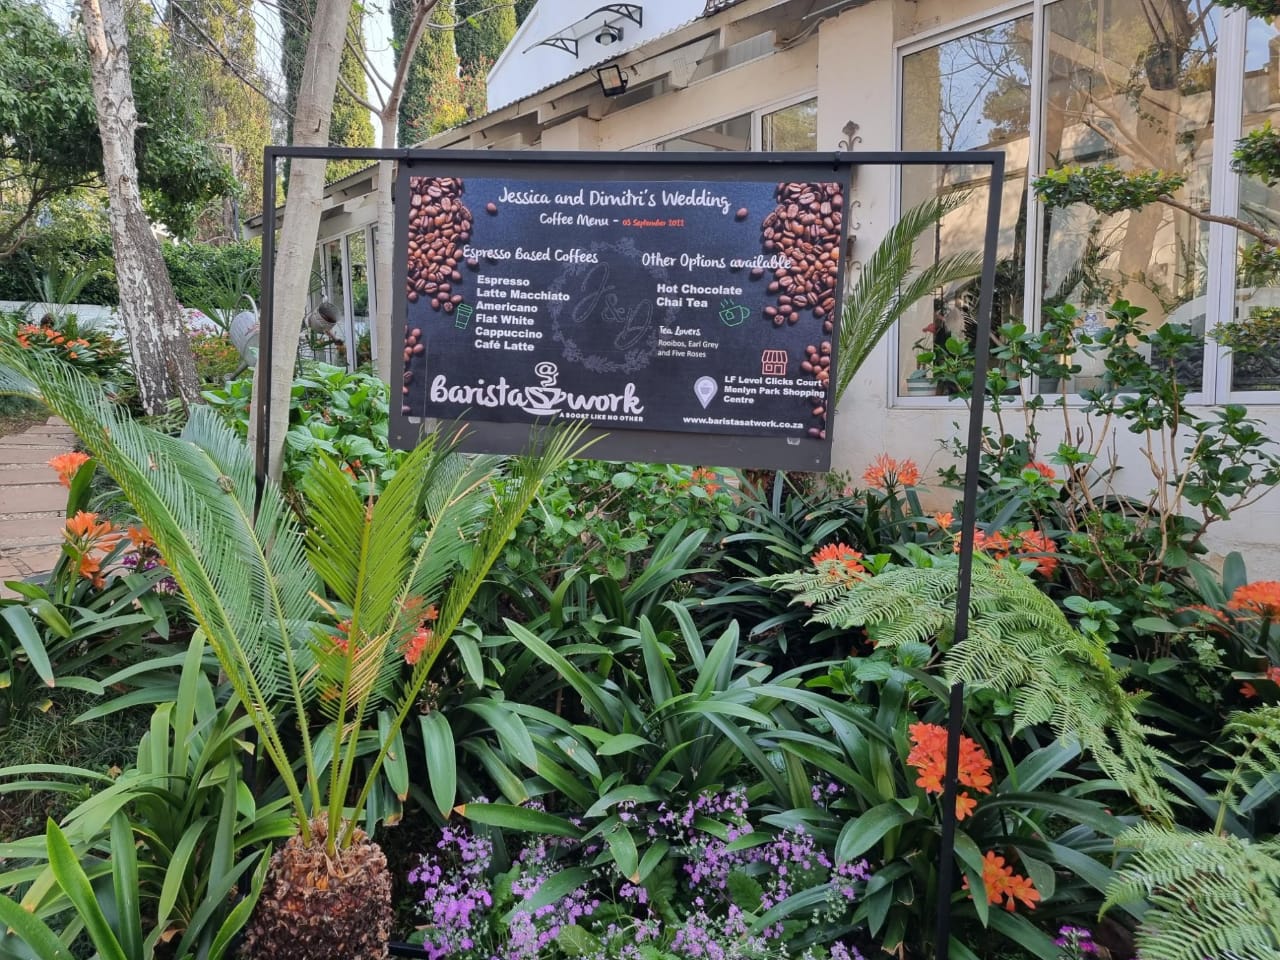 Jessica and Dimitri's Wedding
Coffee Menu - 05 September 2022
Espresso Based Coffees
Espresso
Latte Macchiato
Americano
Flat White
Cappuccino
Café Latte
Other Options available
Hot Chocolate
Chai Tea
Tea Lovers
Rooibos, Earl Grey
and Five Roses
J & D
barista @ work
A BOOST LIKE NO OTHER
LF Level Clicks Court
Menlyn Park Shopping
Centre
www.baristasatwork.co.za